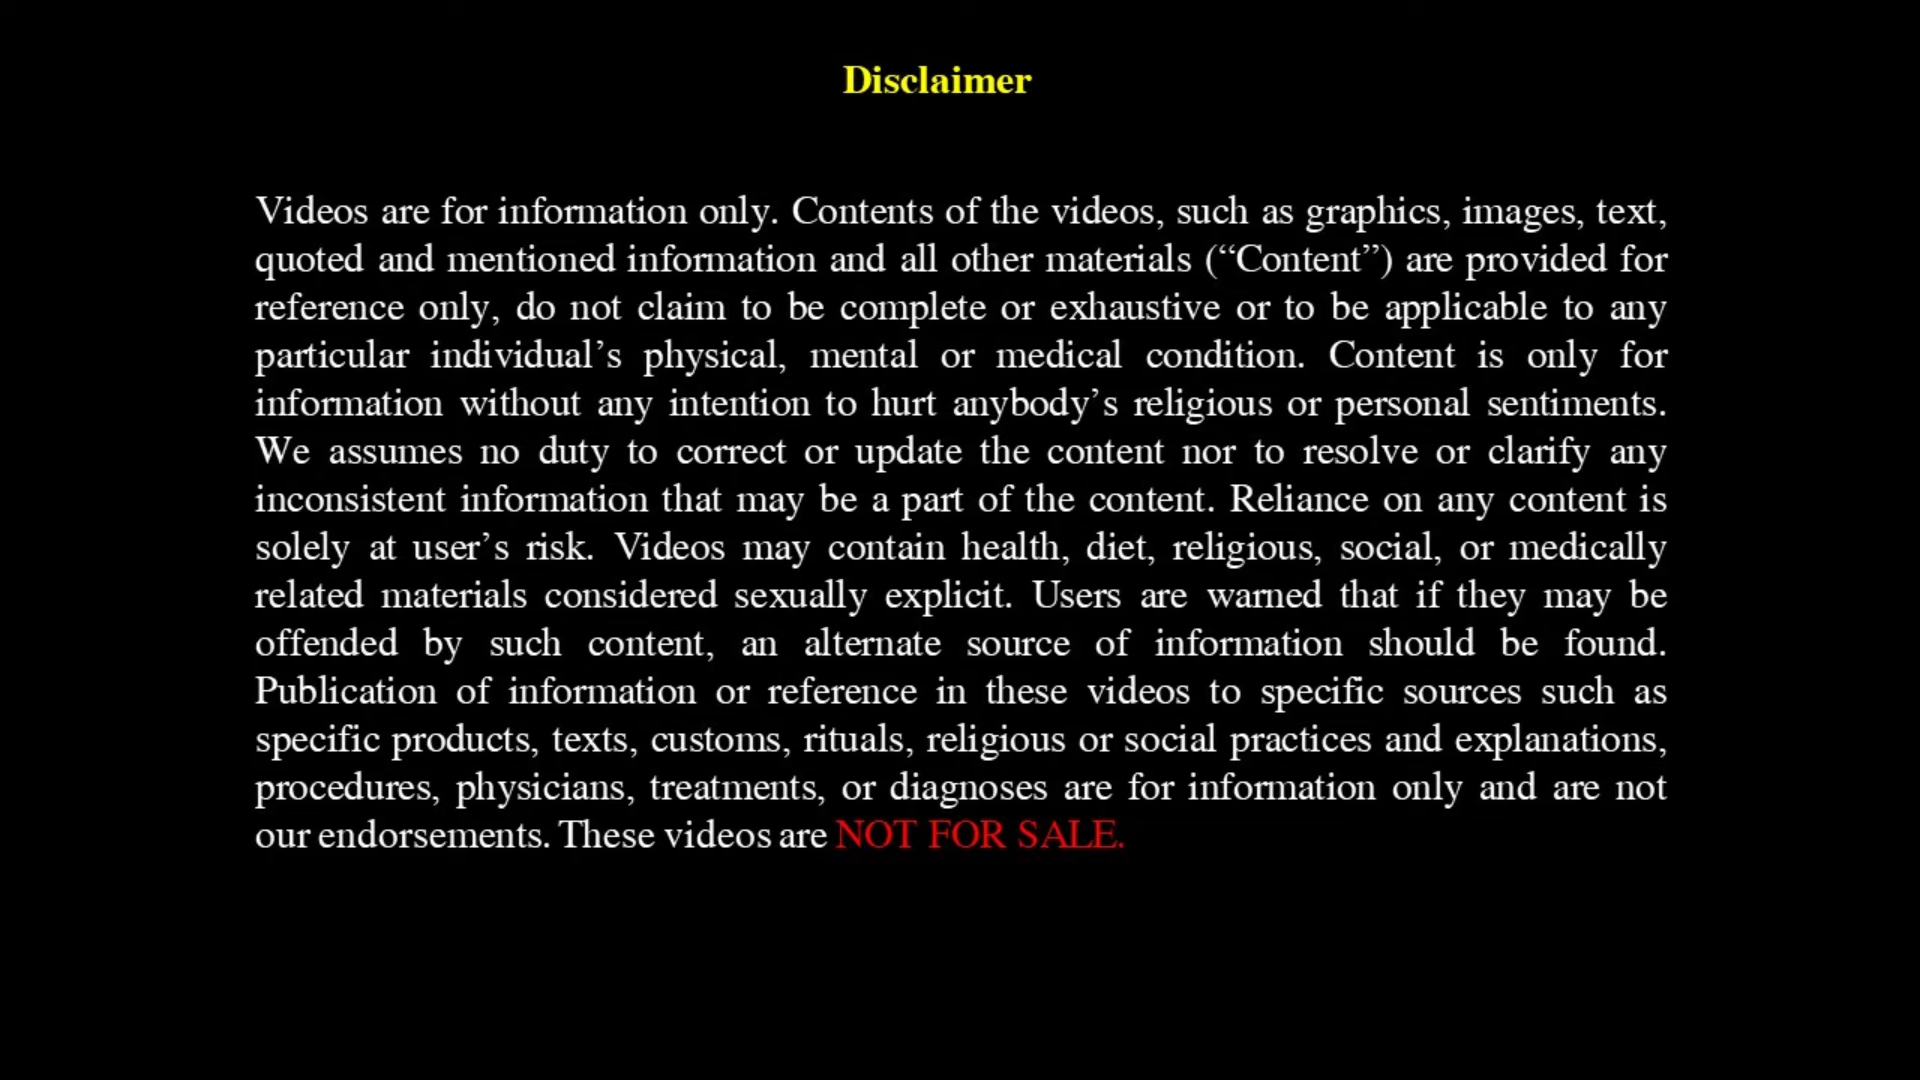 Disclaimer
Videos are for information only. Contents of the videos, such as graphics, images, text,
quoted and mentioned information and all other materials (“Content”) are provided for
reference only, do not claim to be complete or exhaustive or to be applicable to any
particular individual’s physical, mental or medical condition. Content is only for
information without any intention to hurt anybody’s religious or personal sentiments.
We assumes no duty to correct or update the content nor to resolve or clarify any
inconsistent information that may be a part of the content. Reliance on any content is
solely at user’s risk. Videos may contain health, diet, religious, social, or medically
related materials considered sexually explicit. Users are warned that if they may be
offended by such content, an alternate source of information should be found.
Publication of information or reference in these videos to specific sources such as
specific products, texts, customs, rituals, religious or social practices and explanations,
procedures, physicians, treatments, or diagnoses are for information only and are not
our endorsements. These videos are NOT FOR SALE.